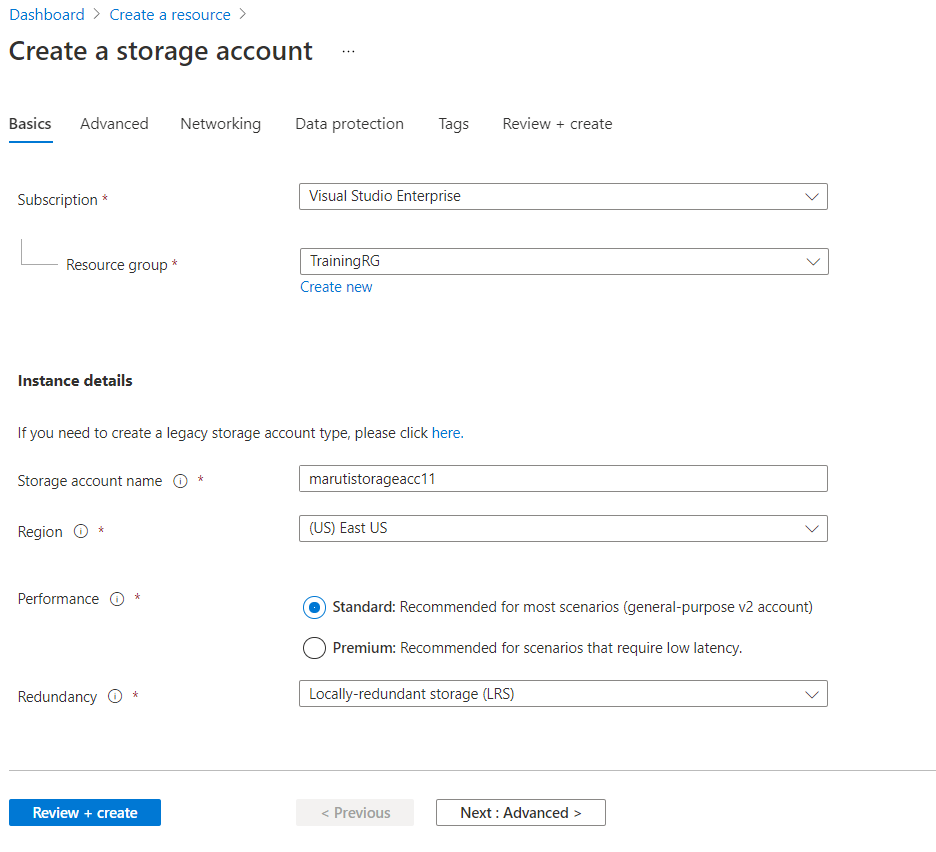 Dashboard > Create a resource >
Create a storage account ...
Basics Advanced Networking Data protection Tags Review + create
Subscription * Visual Studio Enterprise
Resource group * TrainingRG
Create new
Instance details
If you need to create a legacy storage account type, please click here.
Storage account name * marutistorageacc11
Region * (US) East US
Performance * Standard: Recommended for most scenarios (general-purpose v2 account)
Premium: Recommended for scenarios that require low latency.
Redundancy * Locally-redundant storage (LRS)
Review + create < Previous Next : Advanced >